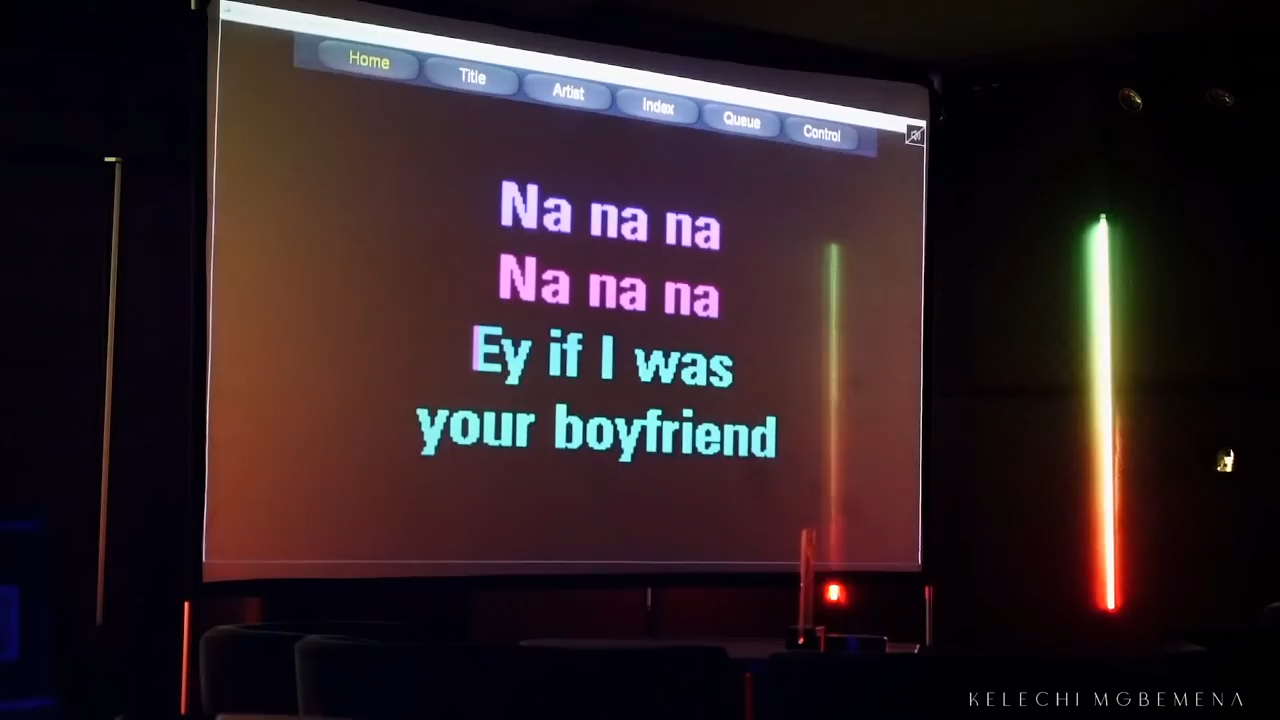 Home Title Artist Index Queue Control
Na na na
Na na na
Ey if I was
your boyfriend
KELECHI MGBEMENA